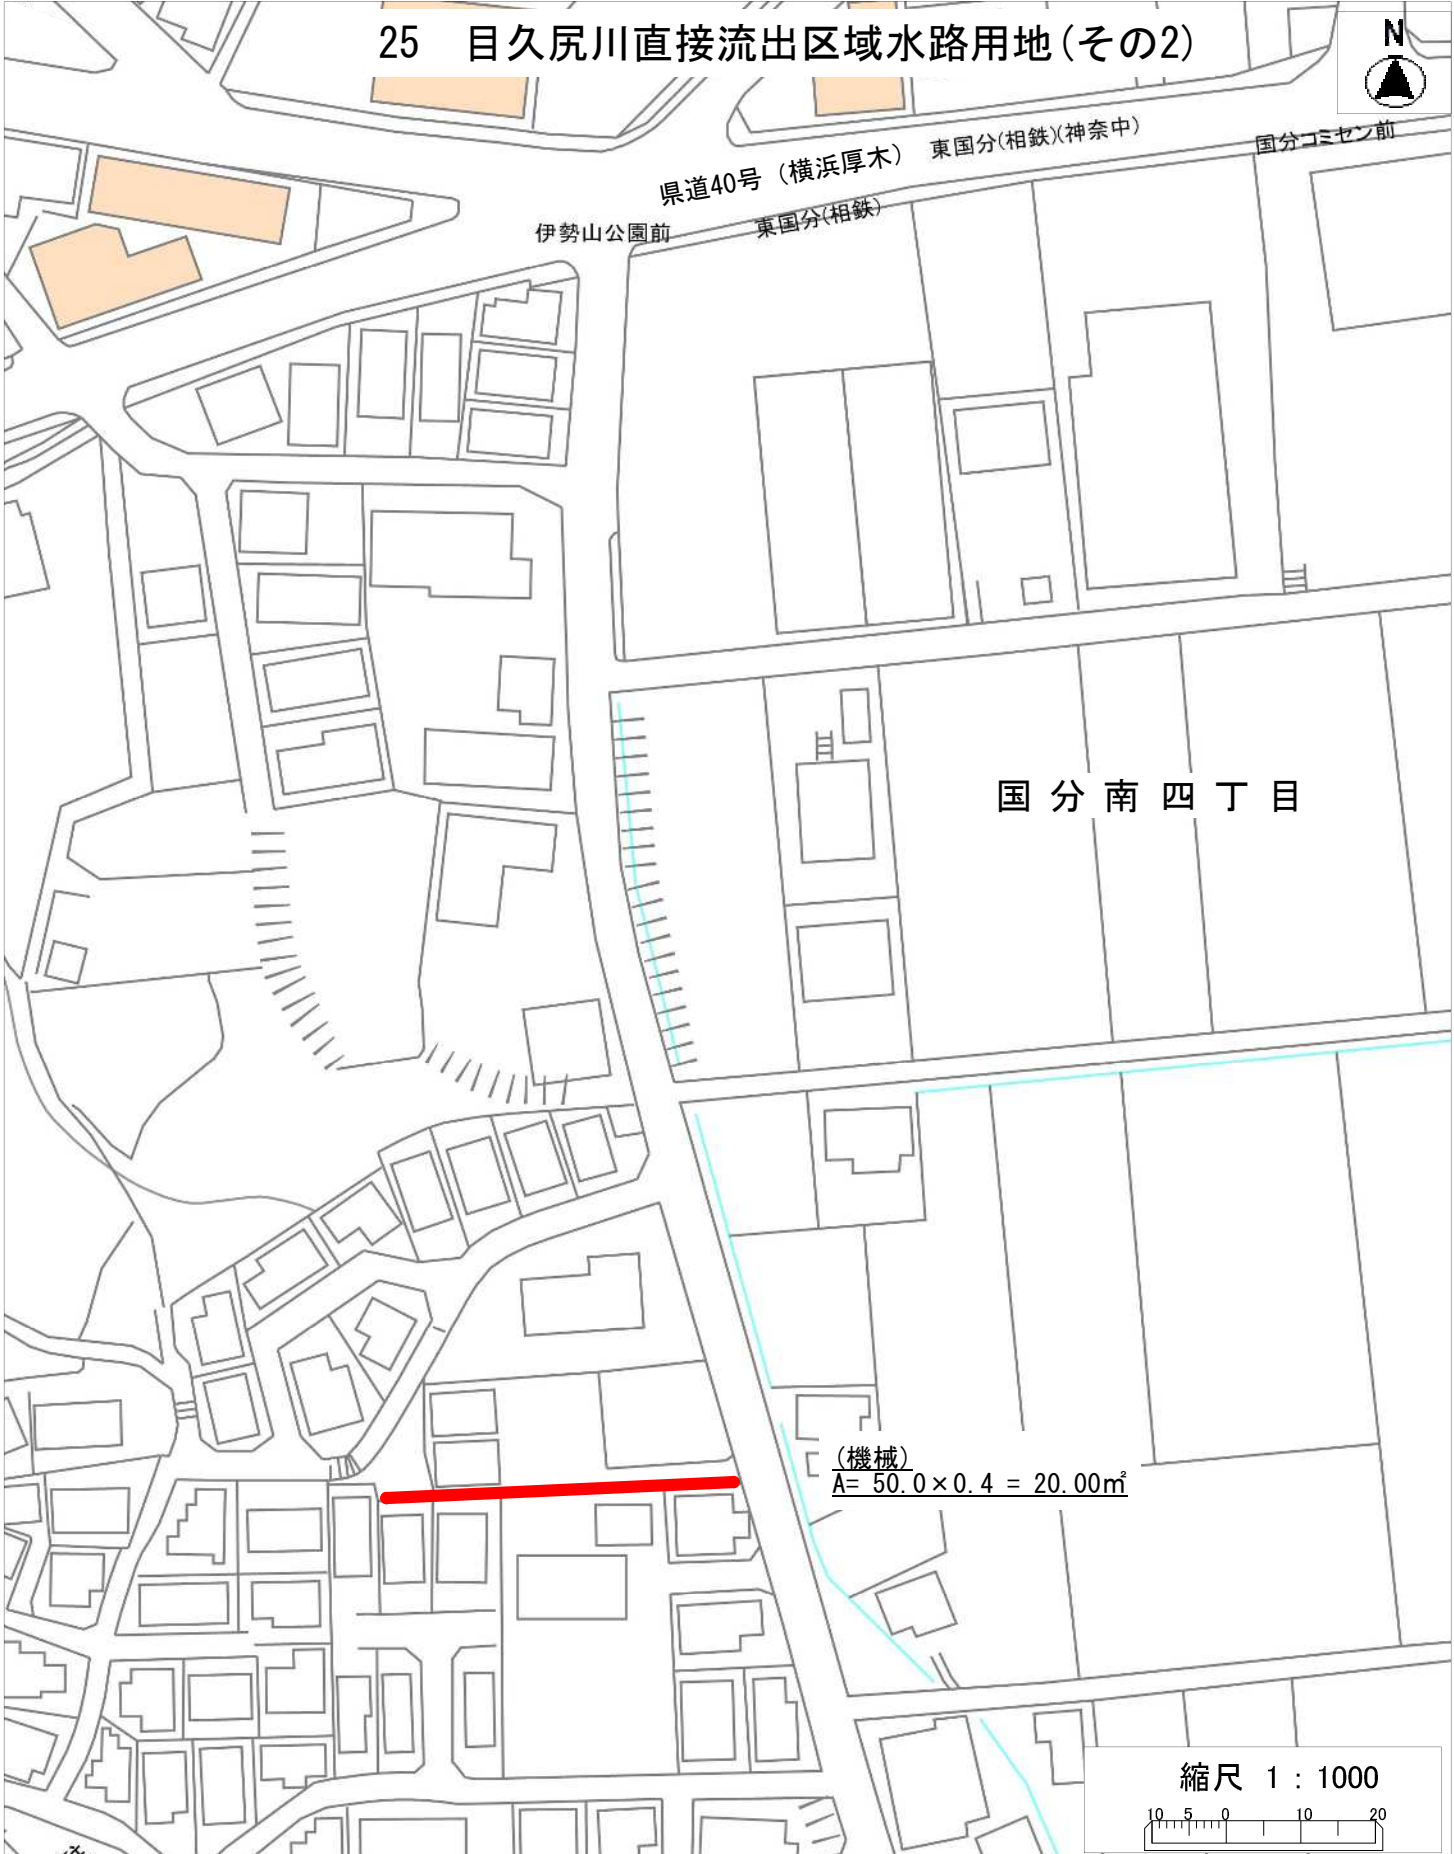 25　目久尻川直接流出区域水路用地(その2)
N
県道40号（横浜厚木）
東国分(相鉄)(神奈中)
国分コミセン前
伊勢山公園前
東国分(相鉄)
国分南四丁目
(機械)
A= 50.0×0.4 = 20.00㎡
縮尺 1：1000
10 5 0 10 20